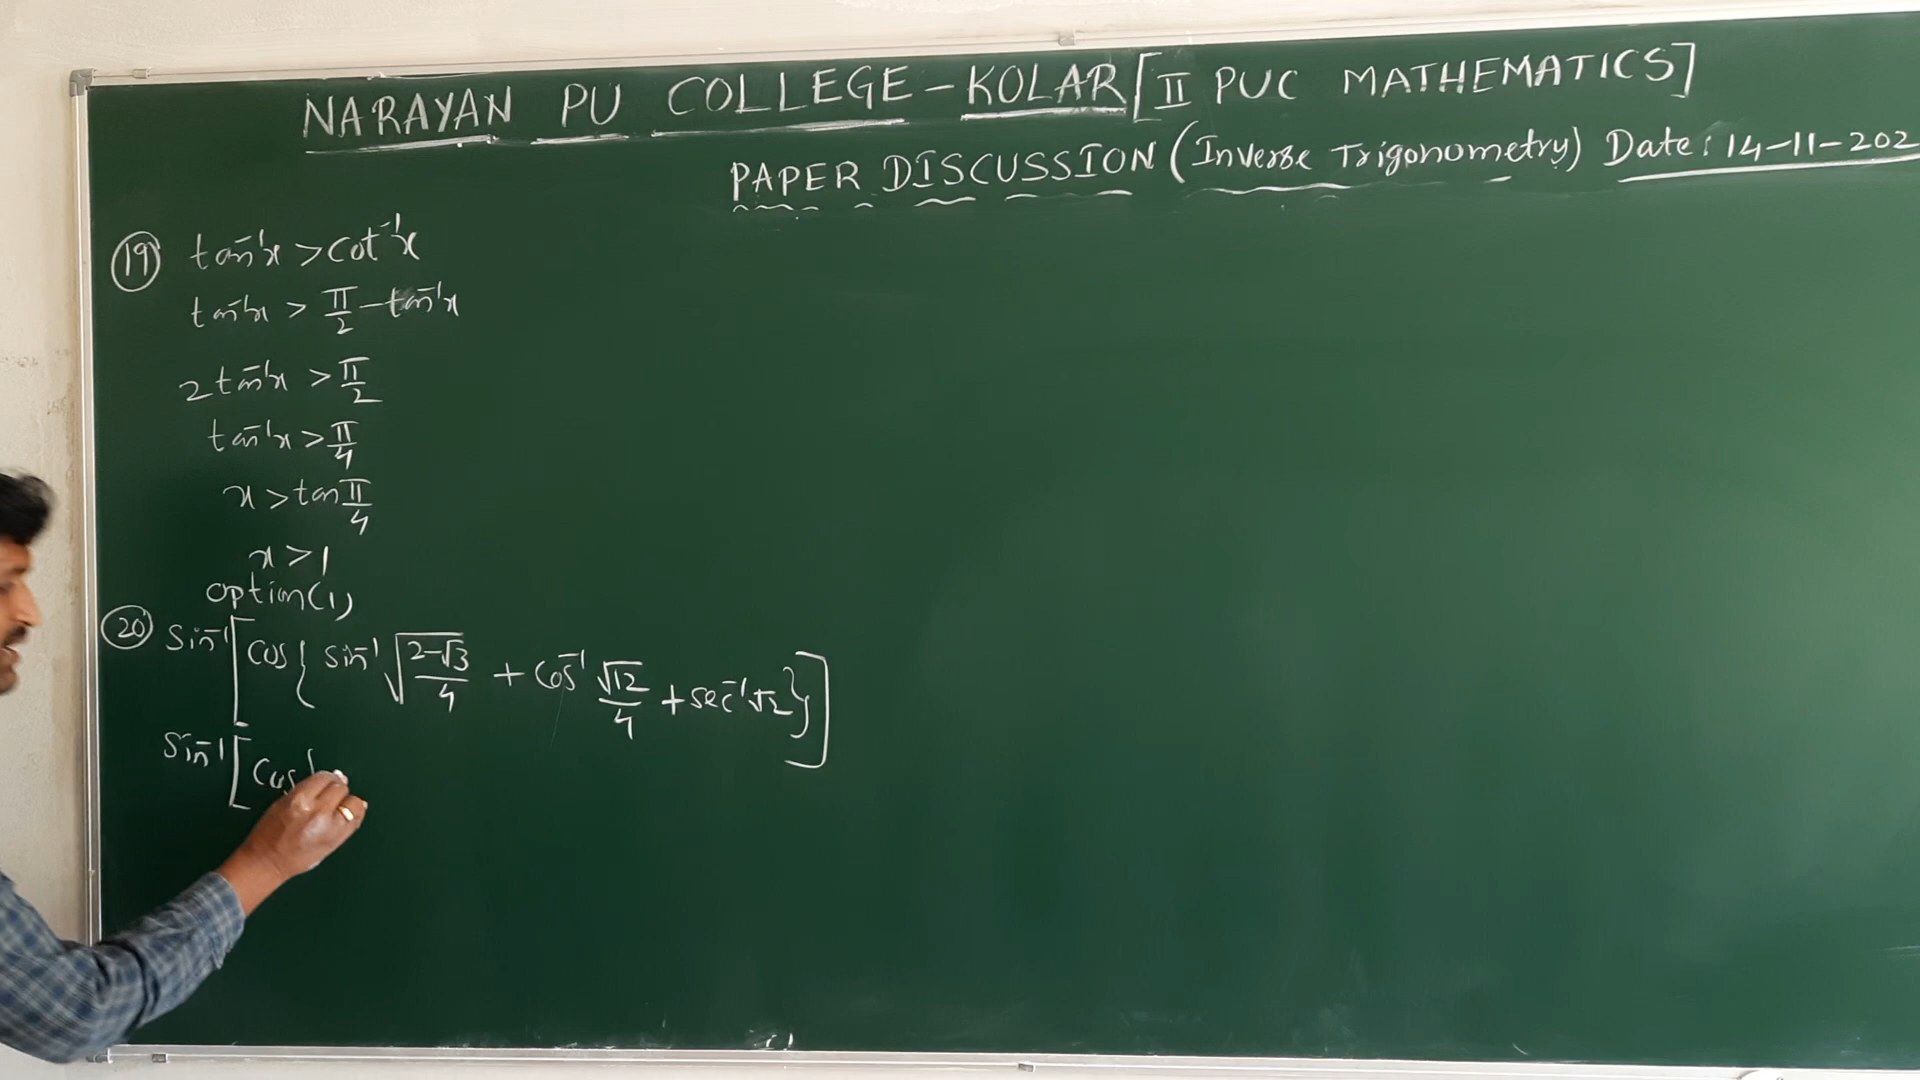 NARAYAN PU COLLEGE – KOLAR [II PUC MATHEMATICS]
PAPER DISCUSSION (Inverse Trigonometry) Date: 14-11-202
(19) tan⁻¹x > cot⁻¹x
tan⁻¹x > π/2 – tan⁻¹x
2tan⁻¹x > π/2
tan⁻¹x > π/4
x > tan π/4
x > 1
option(1)
(20) Sin⁻¹[cos{sin⁻¹√((2-√3)/4) + cos⁻¹ √12/4 + sec⁻¹√2}]
Sin⁻¹[cos{